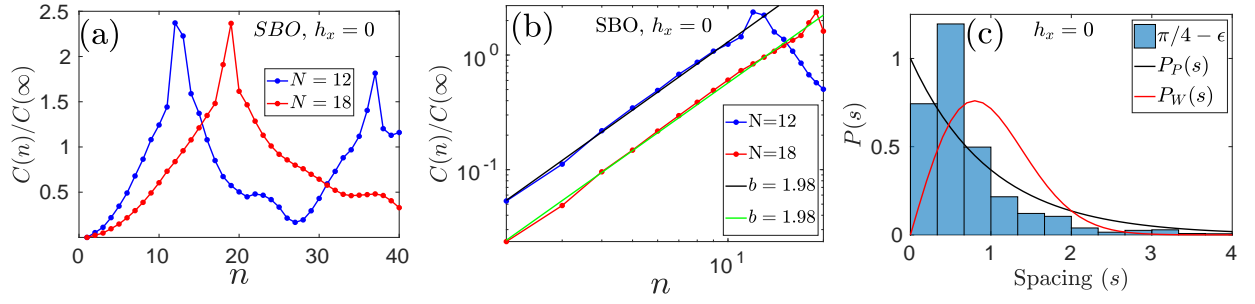 (a)
SBO, h_x = 0
2.5
2
1.5
1
0.5
C(n)/C(∞)
N = 12
N = 18
0 10 20 30 40
n
(b)
SBO, h_x = 0
10^0
10^-1
C(n)/C(∞)
N=12
N=18
b = 1.98
b = 1.98
10^1
n
(c)
h_x = 0
1
0.5
0
P(s)
π/4 − ϵ
P_P(s)
P_W(s)
0 1 2 3 4
Spacing (s)